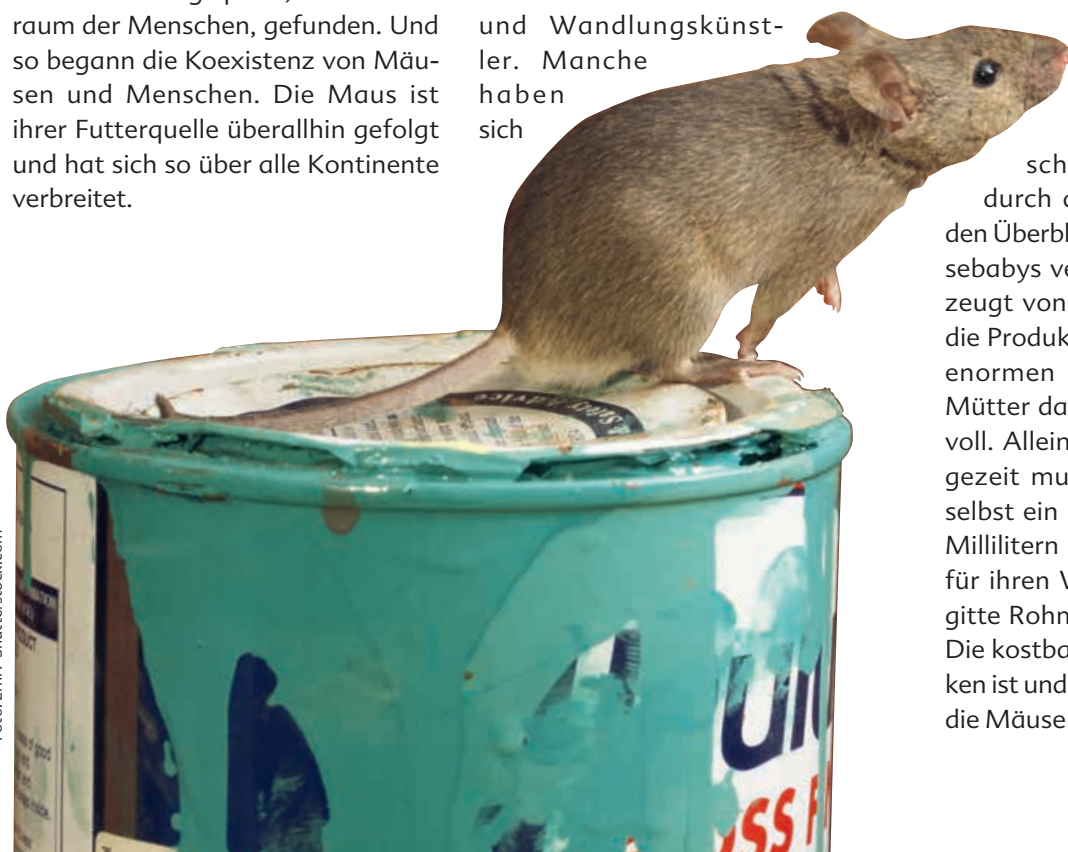 raum der Menschen, gefunden. Und
so begann die Koexistenz von Mäu-
sen und Menschen. Die Maus ist
ihrer Futterquelle überallhin gefolgt
und hat sich so über alle Kontinente
verbreitet.
und Wandlungskünst-
ler. Manche
haben
sich
sch
durch
den Überbl
sebabys ve
zeugt von
die Produk
enormen
Mütter da
voll. Allein
gezeit mu
selbst ein
Millilitern
für ihren V
gitte Rohn
Die kostba
ken ist und
die Mäuse
Safety Advice